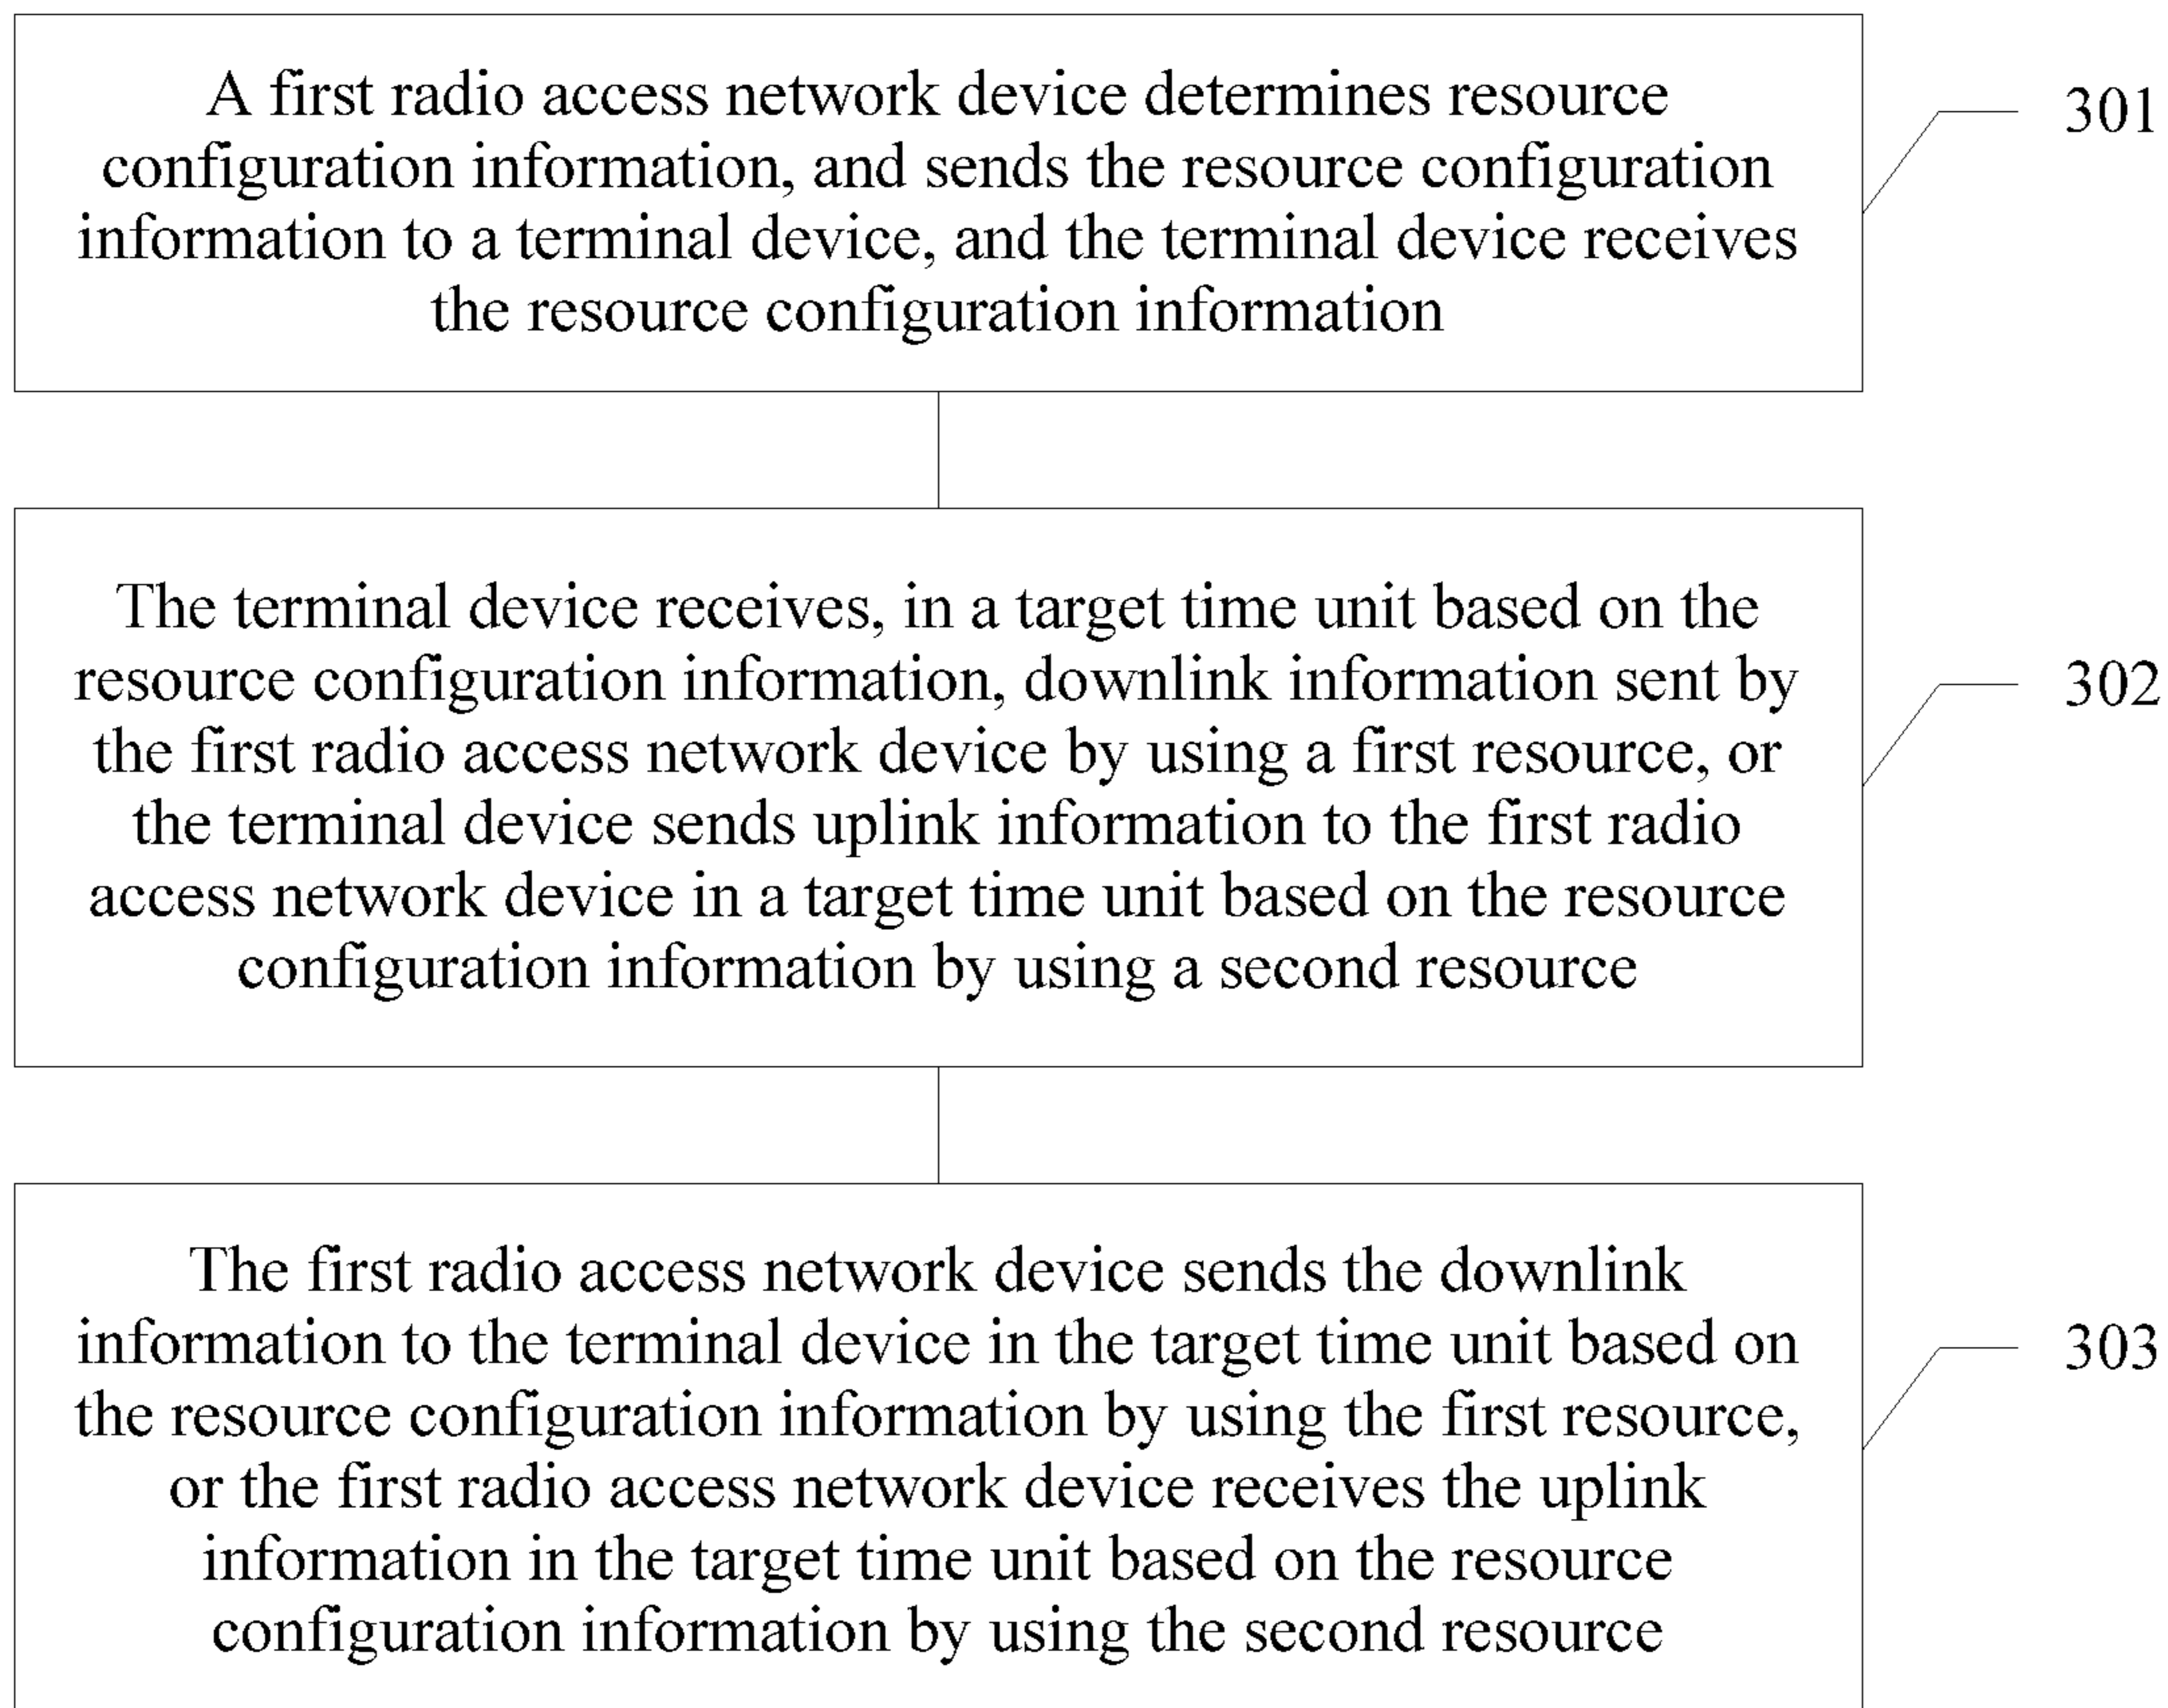 A first radio access network device determines resource
configuration information, and sends the resource configuration
information to a terminal device, and the terminal device receives
the resource configuration information
301
The terminal device receives, in a target time unit based on the
resource configuration information, downlink information sent by
the first radio access network device by using a first resource, or
the terminal device sends uplink information to the first radio
access network device in a target time unit based on the resource
configuration information by using a second resource
302
The first radio access network device sends the downlink
information to the terminal device in the target time unit based on
the resource configuration information by using the first resource,
or the first radio access network device receives the uplink
information in the target time unit based on the resource
configuration information by using the second resource
303